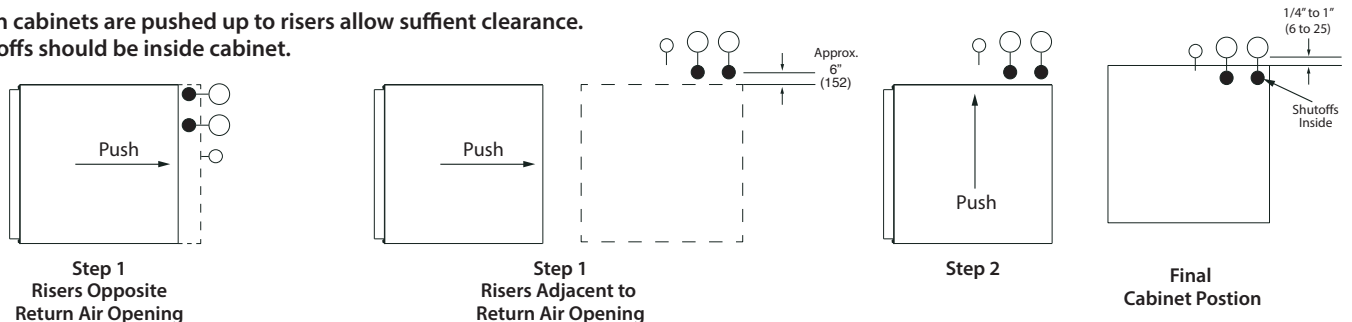 cabinets are pushed up to risers allow suffient clearance.
should be inside cabinet.
1/4” to 1”
(6 to 25)
Approx.
6”
(152)
Push
Push
Push
Shutoffs
Inside
Step 1
Risers Opposite
Return Air Opening
Step 1
Risers Adjacent to
Return Air Opening
Step 2
Final
Cabinet Postion